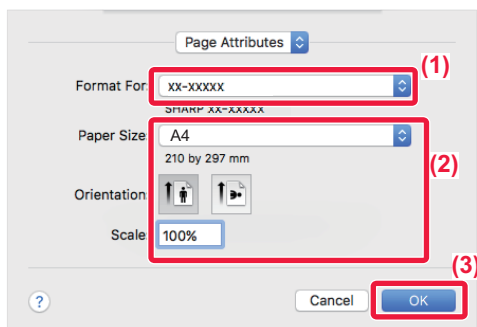 Page Attributes
(1)
Format For: xx-xxxxx
SHARP xx-xxxxx
Paper Size: A4
210 by 297 mm
(2)
Orientation:
Scale: 100%
(3)
? Cancel OK